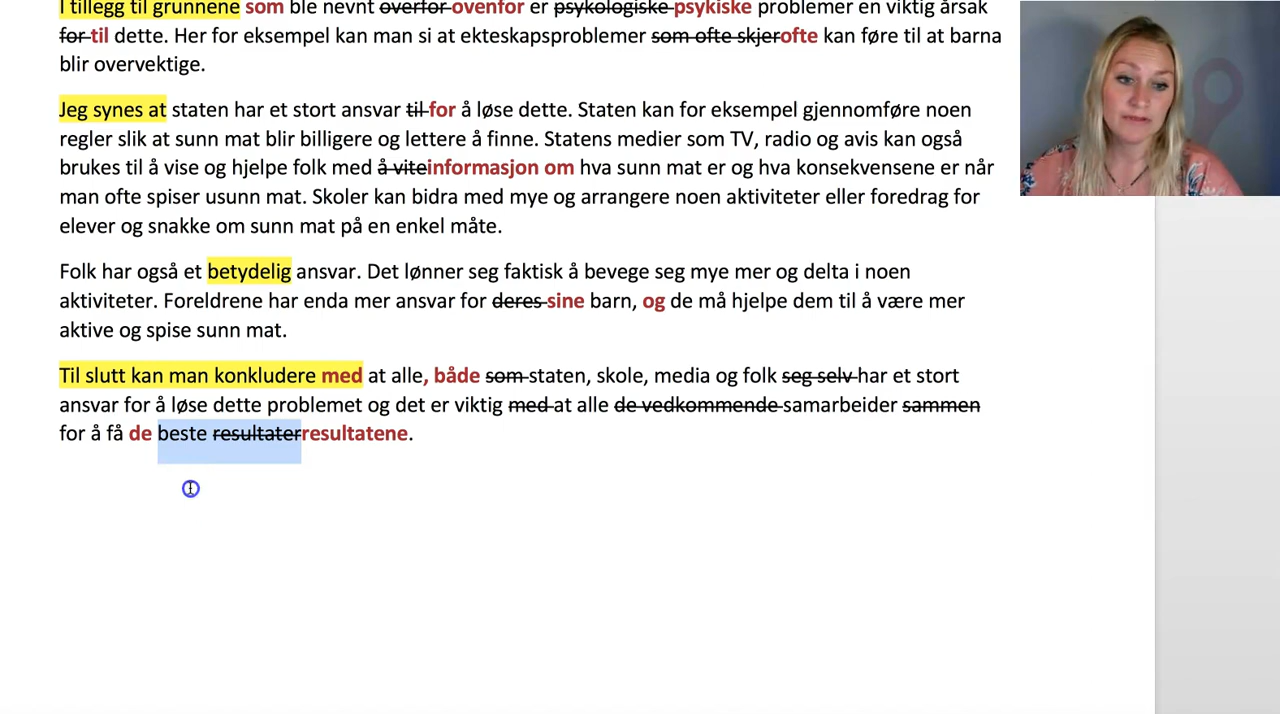 I tillegg til grunnene som ble nevnt overfor ovenfor er psykologiske psykiske problemer en viktig årsak
for til dette. Her for eksempel kan man si at ekteskapsproblemer som ofte skjerofte kan føre til at barna
blir overvektige.
Jeg synes at staten har et stort ansvar til for å løse dette. Staten kan for eksempel gjennomføre noen
regler slik at sunn mat blir billigere og lettere å finne. Statens medier som TV, radio og avis kan også
brukes til å vise og hjelpe folk med å viteinformasjon om hva sunn mat er og hva konsekvensene er når
man ofte spiser usunn mat. Skoler kan bidra med mye og arrangere noen aktiviteter eller foredrag for
elever og snakke om sunn mat på en enkel måte.
Folk har også et betydelig ansvar. Det lønner seg faktisk å bevege seg mye mer og delta i noen
aktiviteter. Foreldrene har enda mer ansvar for deres sine barn, og de må hjelpe dem til å være mer
aktive og spise sunn mat.
Til slutt kan man konkludere med at alle, både som staten, skole, media og folk seg selv har et stort
ansvar for å løse dette problemet og det er viktig med at alle de vedkommende samarbeider sammen
for å få de beste resultaterresultatene.